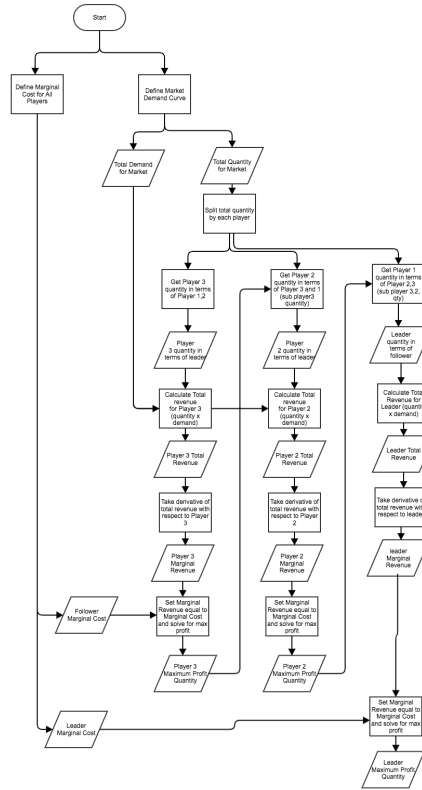 Start
Define Marginal
Cost for All
Players
Define Market
Demand Curve
Total Demand
for Market
Total Quantity
for Market
Split total quantity
by each player
Get Player 3
quantity in terms
of Player 1,2
Get Player 2
quantity in terms
of Player 3 and 1
(sub player3
quantity)
Get Player 1
quantity in terms
of Player 2,3
(sub player 3,2,
qty)
Player
3 quantity in
terms of leader
Player
2 quantity in
terms of leader
Leader
quantity in
terms of
follower
Calculate Total
revenue
for Player 3
(quantity x
demand)
Calculate Total
revenue
for Player 2
(quantity x
demand)
Calculate Total
Revenue for
Leader (quantity
x demand)
Player 3 Total
Revenue
Player 2 Total
Revenue
Leader Total
Revenue
Take derivative of
total revenue with
respect to Player
3
Take derivative of
total revenue with
respect to Player
2
Take derivative of
total revenue with
respect to leader
Player 3
Marginal
Revenue
Player 2
Marginal
Revenue
leader
Marginal
Revenue
Follower
Marginal Cost
Set Marginal
Revenue equal to
Marginal Cost
and solve for max
profit
Set Marginal
Revenue equal to
Marginal Cost
and solve for max
profit
Player 3
Maximum Profit
Quantity
Player 2
Maximum Profit
Quantity
Leader
Marginal Cost
Set Marginal
Revenue equal to
Marginal Cost
and solve for max
profit
Leader
Maximum Profit
Quantity